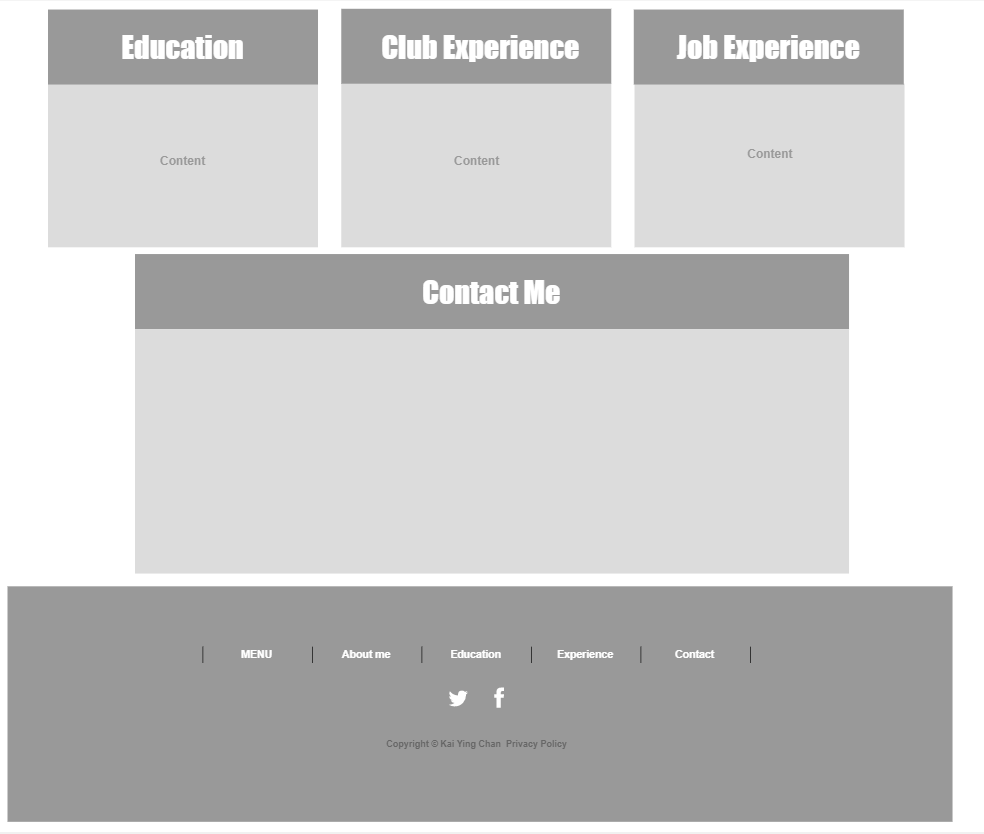 Education
Club Experience
Job Experience
Content
Content
Content
Contact Me
MENU
About me
Education
Experience
Contact
Copyright © Kai Ying Chan  Privacy Policy